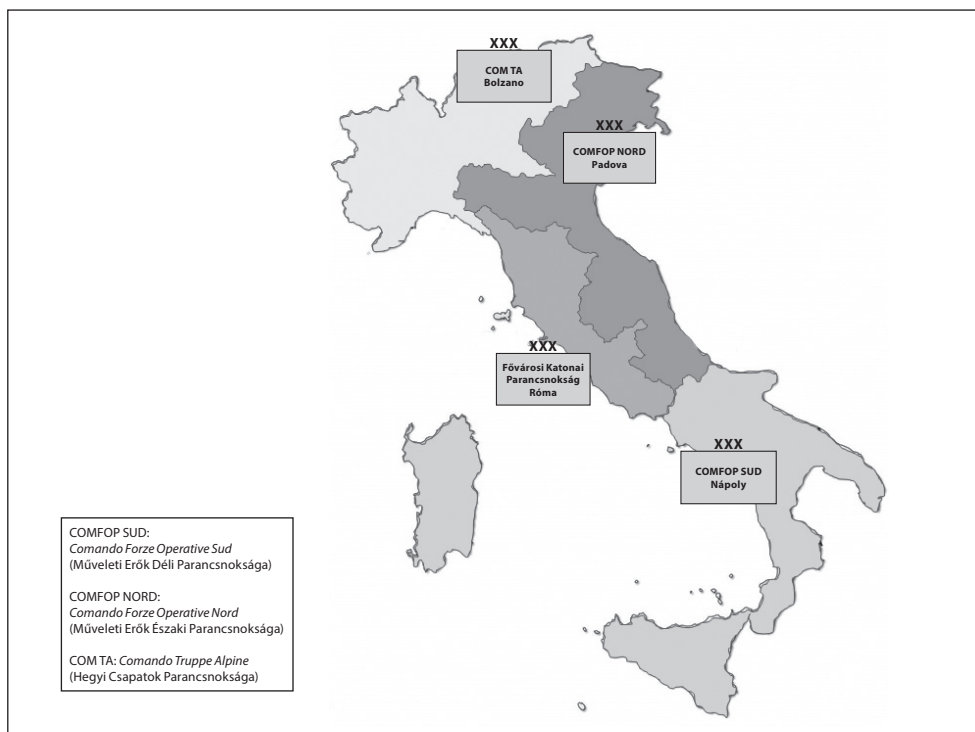 XXX
COM TA
Bolzano
XXX
COMFOP NORD
Padova
XXX
Fővárosi Katonai
Parancsnokság
Róma
XXX
COMFOP SUD
Nápoly
COMFOP SUD:
Comando Forze Operative Sud
(Műveleti Erők Déli Parancsnoksága)
COMFOP NORD:
Comando Forze Operative Nord
(Műveleti Erők Északi Parancsnoksága)
COM TA: Comando Truppe Alpine
(Hegyi Csapatok Parancsnoksága)